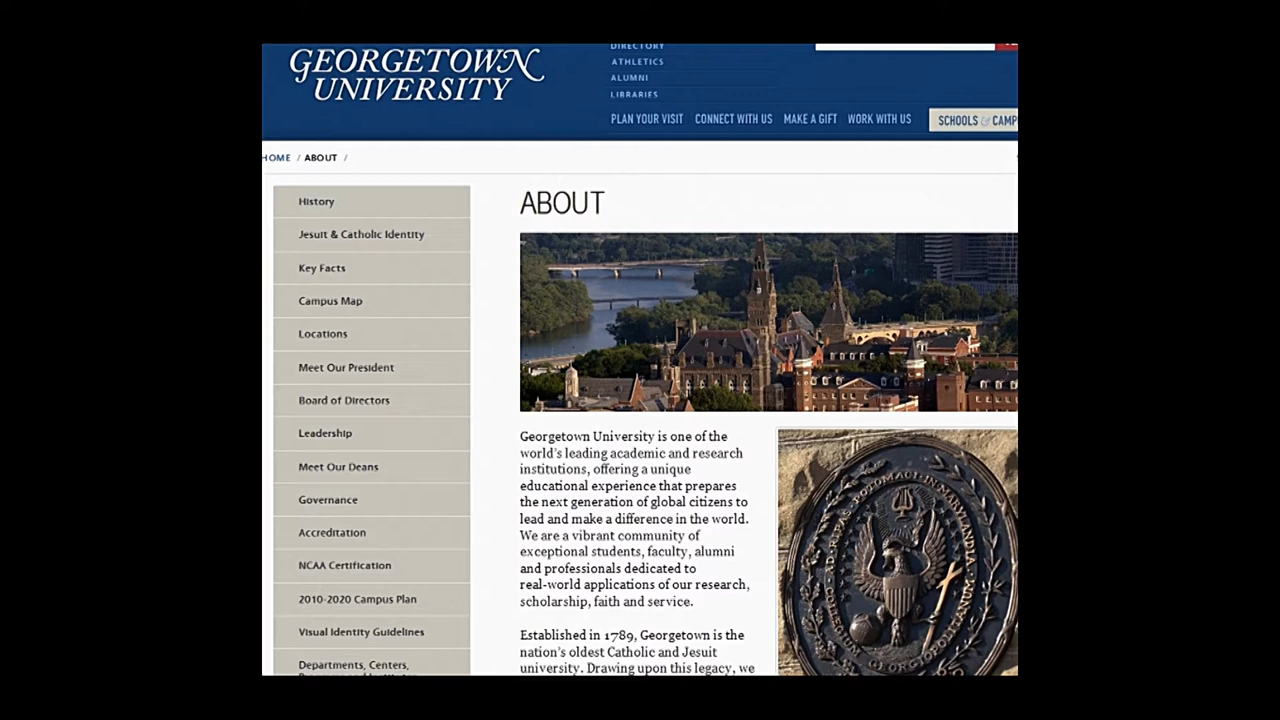 GEORGETOWN
UNIVERSITY
DIRECTORY
ATHLETICS
ALUMNI
LIBRARIES
PLAN YOUR VISIT CONNECT WITH US MAKE A GIFT WORK WITH US SCHOOLS & CAMP
HOME / ABOUT /
History
Jesuit & Catholic Identity
Key Facts
Campus Map
Locations
Meet Our President
Board of Directors
Leadership
Meet Our Deans
Governance
Accreditation
NCAA Certification
2010-2020 Campus Plan
Visual Identity Guidelines
Departments, Centers,
ABOUT
Georgetown University is one of the
world's leading academic and research
institutions, offering a unique
educational experience that prepares
the next generation of global citizens to
lead and make a difference in the world.
We are a vibrant community of
exceptional students, faculty, alumni
and professionals dedicated to
real-world applications of our research,
scholarship, faith and service.
Established in 1789, Georgetown is the
nation's oldest Catholic and Jesuit
university. Drawing upon this legacy, we
COLLEGIUM · AD · RIPAS · POTOMACI · IN · MARYLANDIA